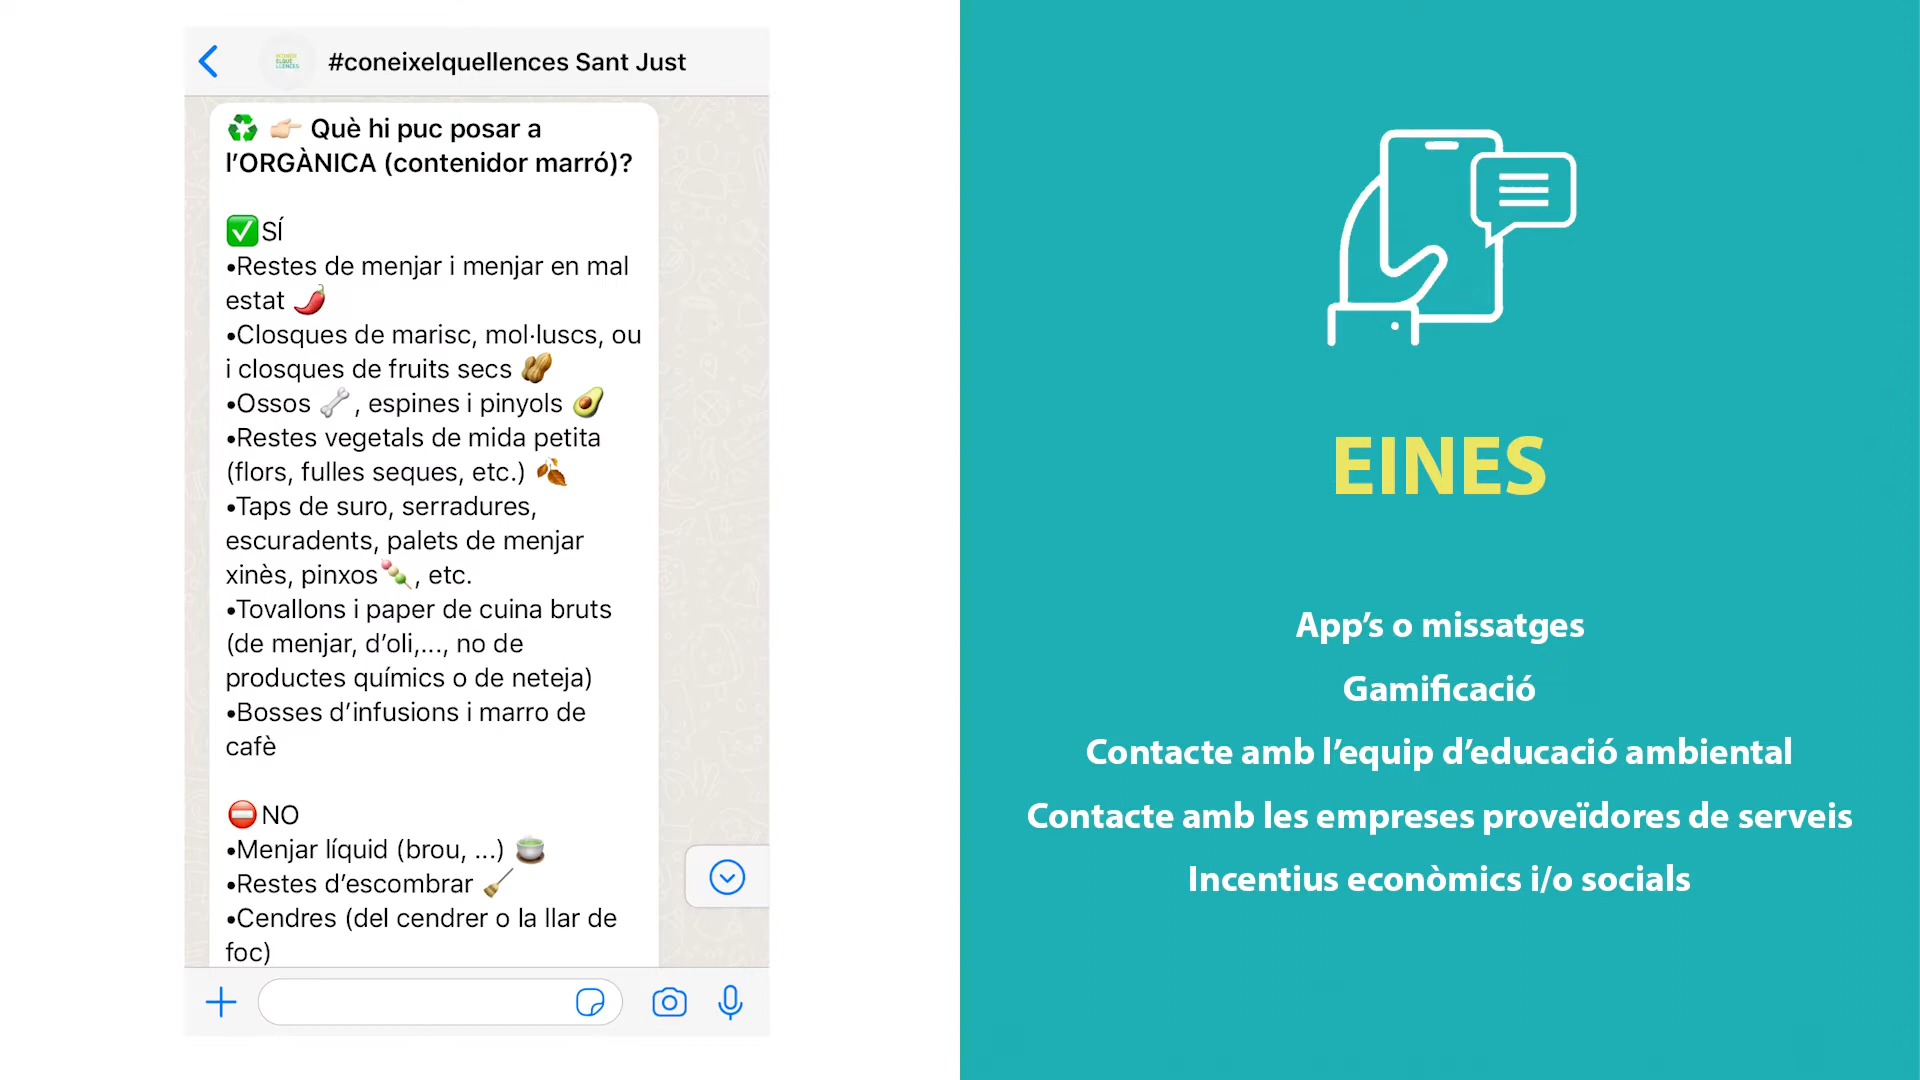 #coneixelquellences Sant Just
♻️ 👉🏻 Què hi puc posar a
l’ORGÀNICA (contenidor marró)?
✅SÍ
•Restes de menjar i menjar en mal
estat 🌶️
•Closques de marisc, mol·luscs, ou
i closques de fruits secs 🥜
•Ossos 🦴, espines i pinyols 🥑
•Restes vegetals de mida petita
(flors, fulles seques, etc.) 🍂
•Taps de suro, serradures,
escuradents, palets de menjar
xinès, pinxos🍡, etc.
•Tovallons i paper de cuina bruts
(de menjar, d’oli,..., no de
productes químics o de neteja)
•Bosses d’infusions i marro de
cafè
⛔NO
•Menjar líquid (brou, ...) 🍵
•Restes d’escombrar 🧹
•Cendres (del cendrer o la llar de
foc)
EINES
App’s o missatges
Gamificació
Contacte amb l’equip d’educació ambiental
Contacte amb les empreses proveïdores de serveis
Incentius econòmics i/o socials